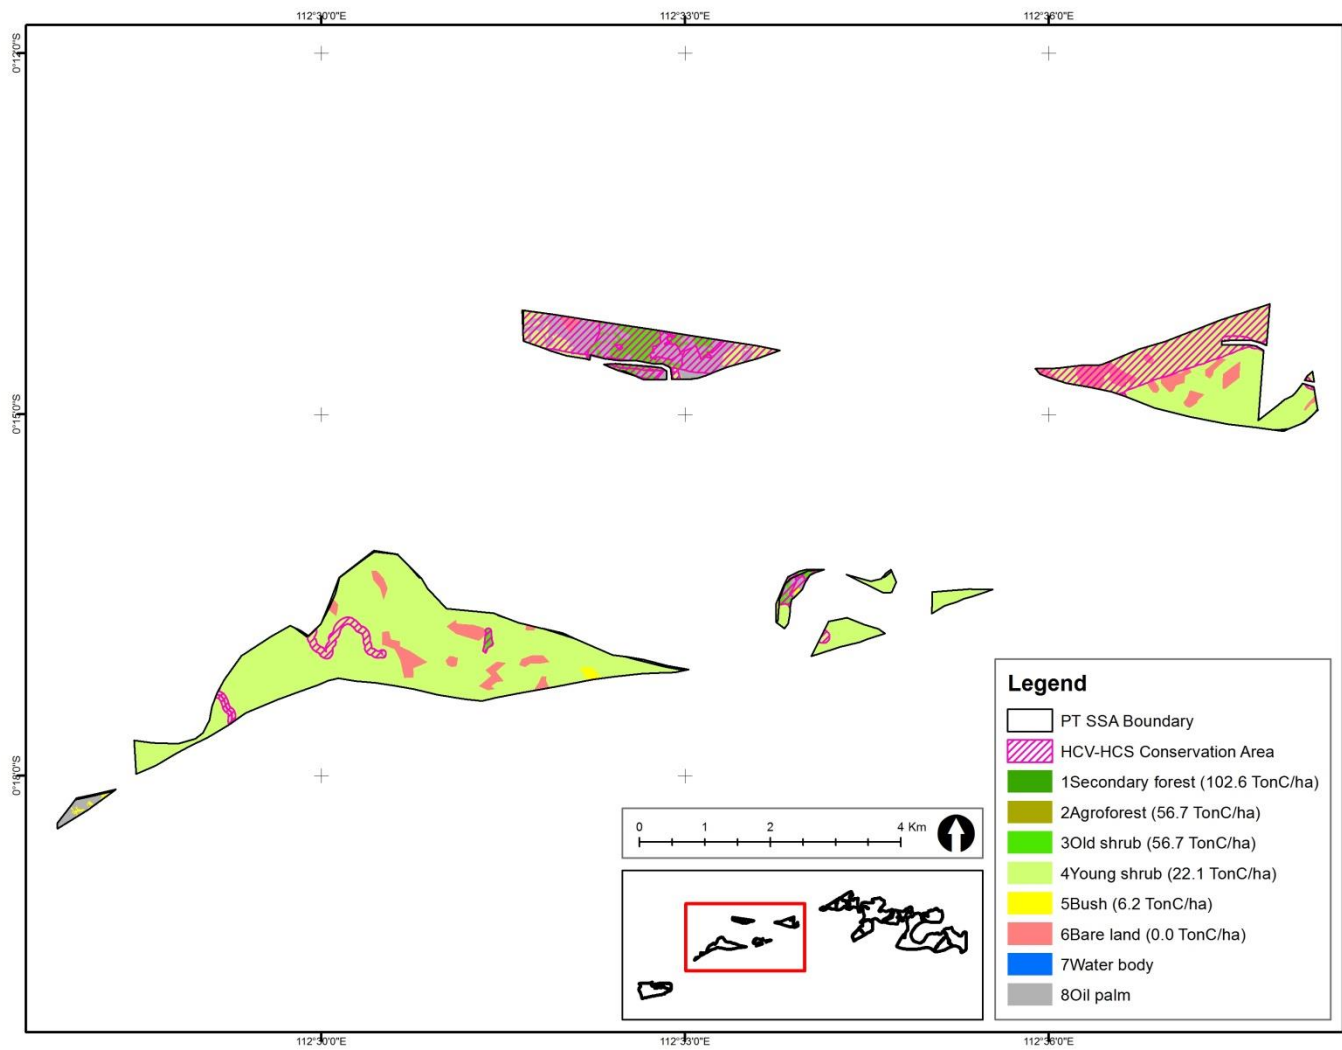 112°30'0"E
112°33'0"E
112°36'0"E
0°12'0"S
0°15'0"S
0°18'0"S
Legend
PT SSA Boundary
HCV-HCS Conservation Area
1Secondary forest (102.6 TonC/ha)
2Agroforest (56.7 TonC/ha)
3Old shrub (56.7 TonC/ha)
4Young shrub (22.1 TonC/ha)
5Bush (6.2 TonC/ha)
6Bare land (0.0 TonC/ha)
7Water body
8Oil palm
0 1 2 4 Km
112°30'0"E
112°33'0"E
112°36'0"E